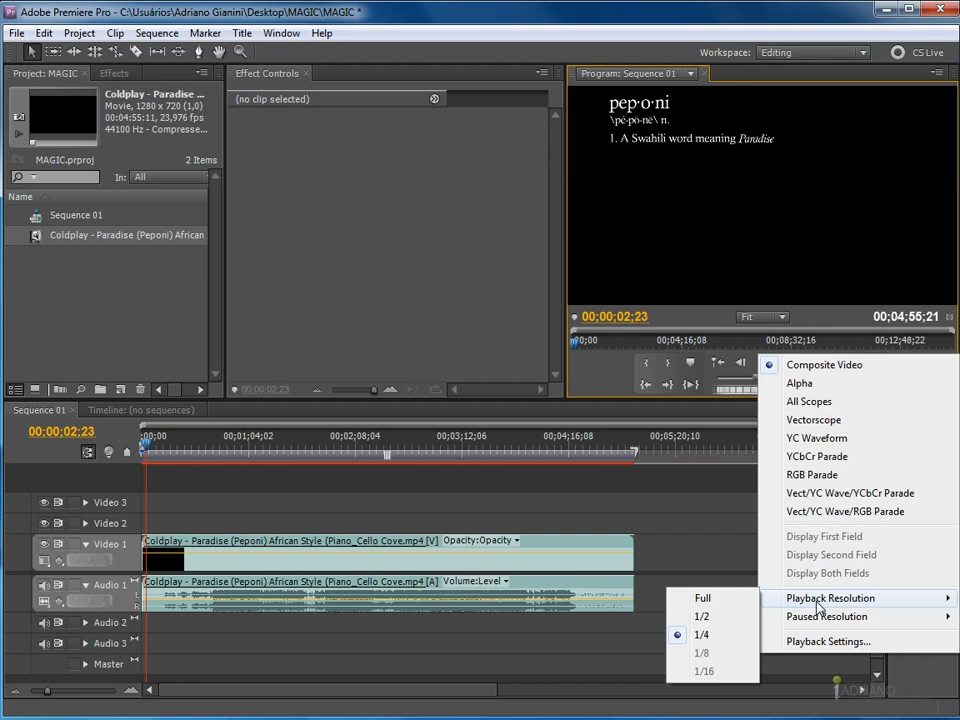 Adobe Premiere Pro - C:\Usuários\Adriano Gianini\Desktop\MAGIC\MAGIC *
File Edit Project Clip Sequence Marker Title Window Help
Workspace: Editing CS Live
Project: MAGIC Effects
Effect Controls
Program: Sequence 01
Coldplay - Paradise ...
Movie, 1280 x 720 (1,0)
00:04:55:11, 23,976 fps
44100 Hz - Compresse...
(no clip selected)
pep·o·ni
\pé-pō-nē\ n.
1. A Swahili word meaning Paradise
MAGIC.prproj 2 Items
In: All
Name
Sequence 01
Coldplay - Paradise (Peponi) African
00;00;02;23 Fit 00;04;55;21
;00;00 00;04;16;08 00;08;32;16 00;12;48;22
00;00;02;23
Composite Video
Alpha
All Scopes
Vectorscope
YC Waveform
YCbCr Parade
RGB Parade
Vect/YC Wave/YCbCr Parade
Vect/YC Wave/RGB Parade
Display First Field
Display Second Field
Display Both Fields
Playback Resolution
Paused Resolution
Playback Settings...
Full
1/2
1/4
1/8
1/16
Sequence 01 Timeline: (no sequences)
00;00;02;23
;00;00 00;01;04;02 00;02;08;04 00;03;12;06 00;04;16;08 00;05;20;10
Video 3
Video 2
Video 1
Coldplay - Paradise (Peponi) African Style (Piano_Cello Cove.mp4 [V] Opacity:Opacity
Audio 1
Coldplay - Paradise (Peponi) African Style (Piano_Cello Cove.mp4 [A] Volume:Level
L
R
Audio 2
Audio 3
Master
ADRIANO